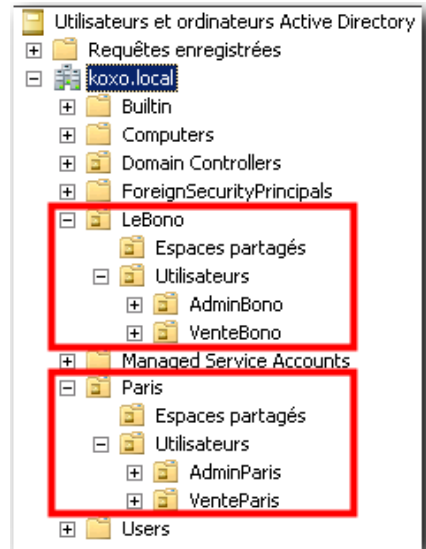 Utilisateurs et ordinateurs Active Directory
Requêtes enregistrées
koxo.local
Builtin
Computers
Domain Controllers
ForeignSecurityPrincipals
LeBono
Espaces partagés
Utilisateurs
AdminBono
VenteBono
Managed Service Accounts
Paris
Espaces partagés
Utilisateurs
AdminParis
VenteParis
Users